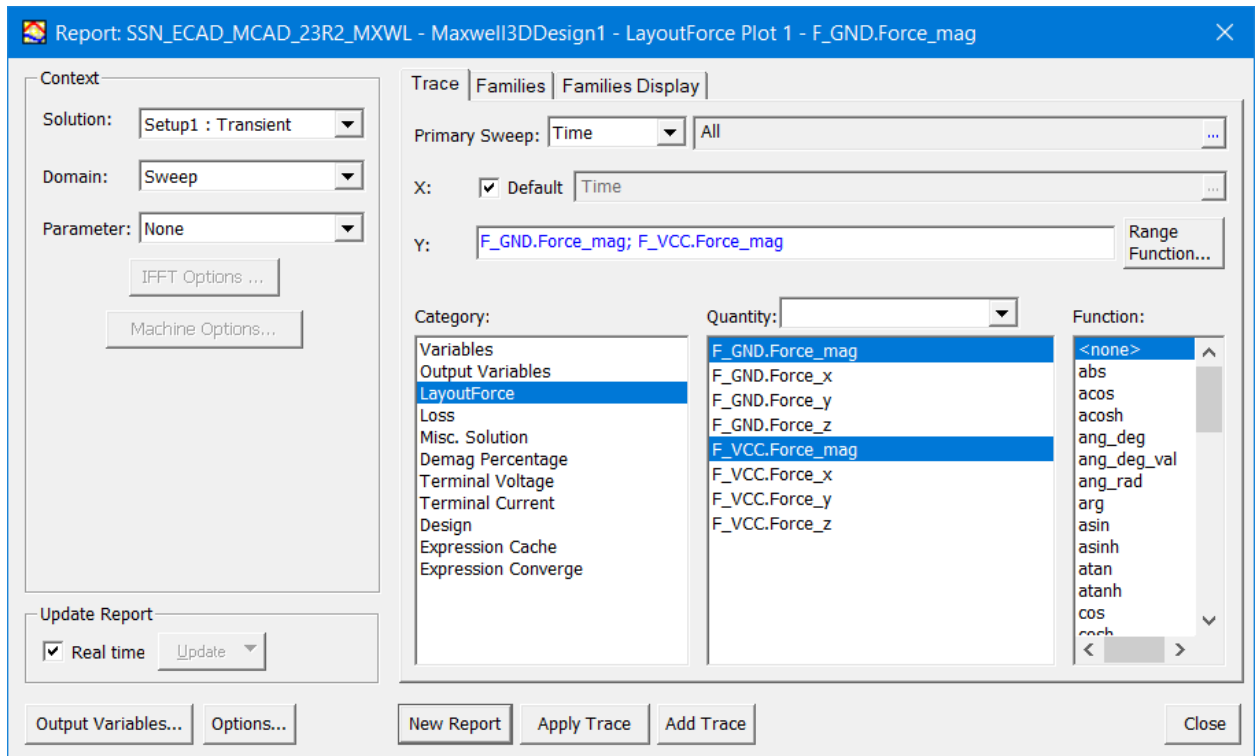 Report: SSN_ECAD_MCAD_23R2_MXWL - Maxwell3DDesign1 - LayoutForce Plot 1 - F_GND.Force_mag
Context
Solution: Setup1 : Transient
Domain: Sweep
Parameter: None
IFFT Options ...
Machine Options...
Update Report
Real time Update
Output Variables... Options...
Trace Families Families Display
Primary Sweep: Time All ...
X: Default Time ...
Y: F_GND.Force_mag; F_VCC.Force_mag
Range
Function...
Category:
Variables
Output Variables
LayoutForce
Loss
Misc. Solution
Demag Percentage
Terminal Voltage
Terminal Current
Design
Expression Cache
Expression Converge
Quantity:
F_GND.Force_mag
F_GND.Force_x
F_GND.Force_y
F_GND.Force_z
F_VCC.Force_mag
F_VCC.Force_x
F_VCC.Force_y
F_VCC.Force_z
Function:
<none>
abs
acos
acosh
ang_deg
ang_deg_val
ang_rad
arg
asin
asinh
atan
atanh
cos
cosh
New Report Apply Trace Add Trace Close